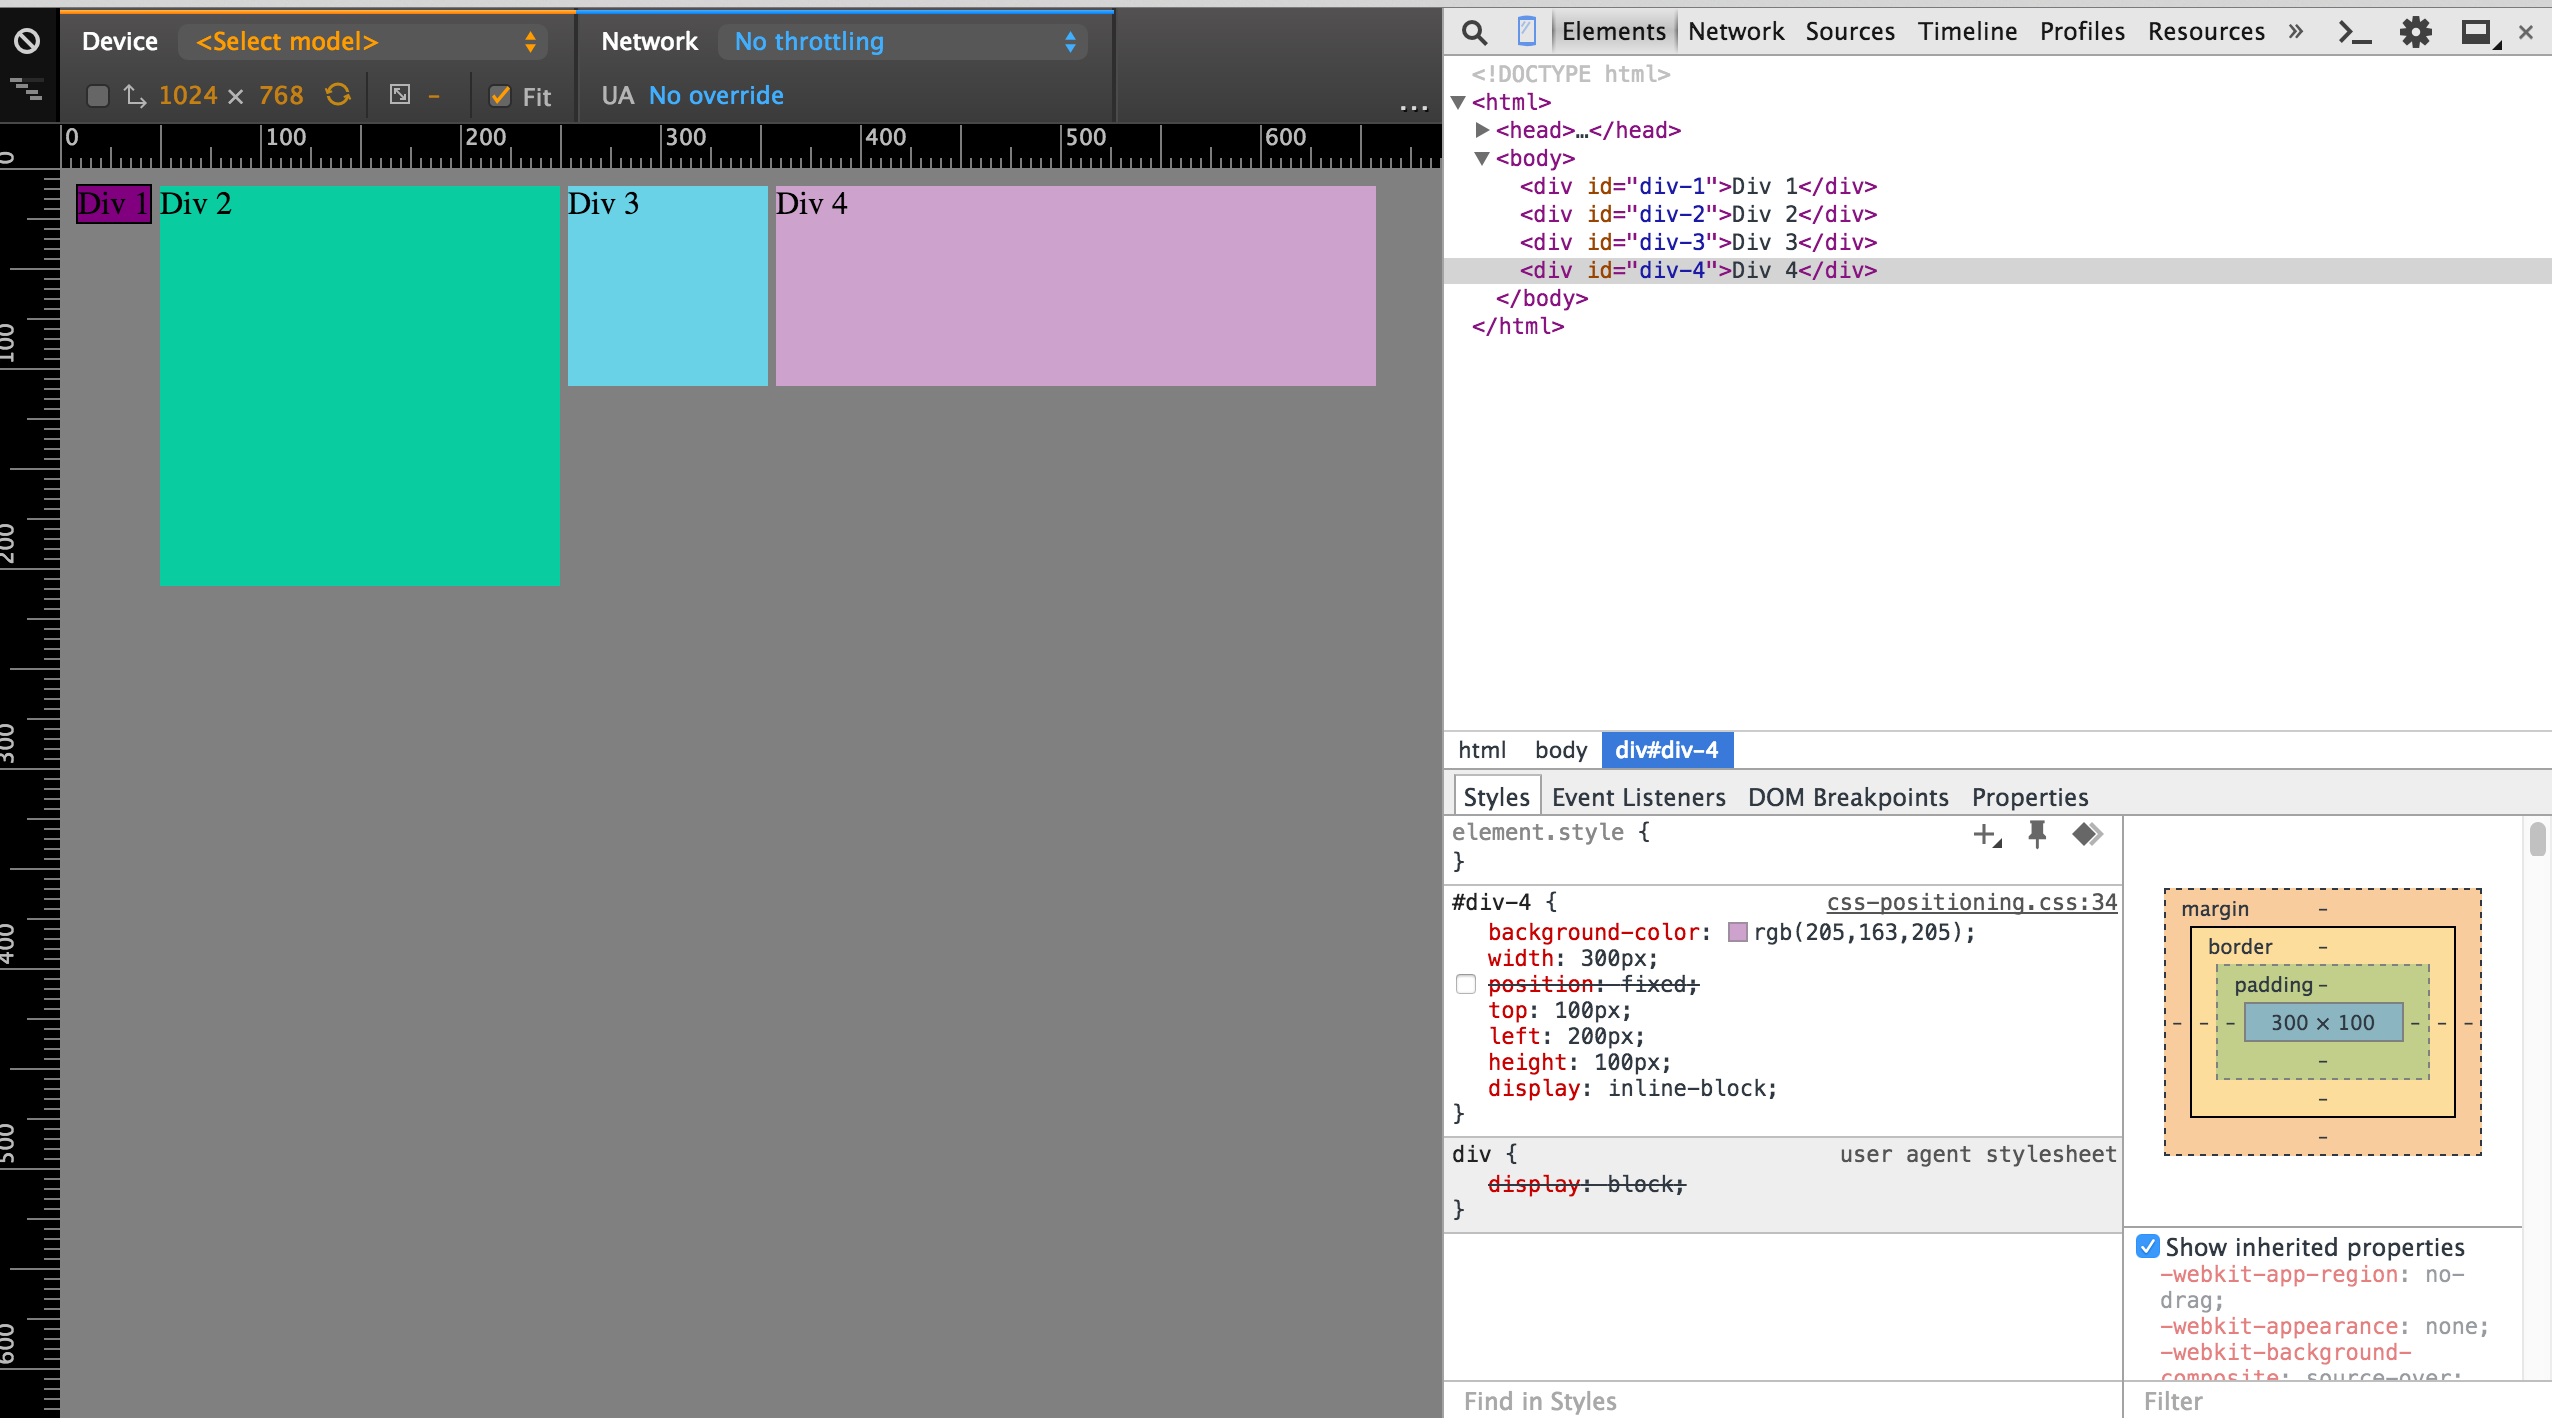 Device <Select model> Network No throttling
1024 × 768 – Fit UA No override ...
0 100 200 300 400 500 600
0
100
200
300
400
500
600
Div 1 Div 2 Div 3 Div 4
Elements Network Sources Timeline Profiles Resources » ×
<!DOCTYPE html>
<html>
<head>…</head>
<body>
<div id="div-1">Div 1</div>
<div id="div-2">Div 2</div>
<div id="div-3">Div 3</div>
<div id="div-4">Div 4</div>
</body>
</html>
html body div#div-4
Styles Event Listeners DOM Breakpoints Properties
element.style {
}
#div-4 { css-positioning.css:34
background-color: rgb(205,163,205);
width: 300px;
position: fixed;
top: 100px;
left: 200px;
height: 100px;
display: inline-block;
}
div { user agent stylesheet
display: block;
}
Find in Styles
margin –
border –
padding –
– – – 300 × 100 – – –
–
–
–
Show inherited properties
-webkit-app-region: no-
drag;
-webkit-appearance: none;
-webkit-background-
composite: source-over;
Filter